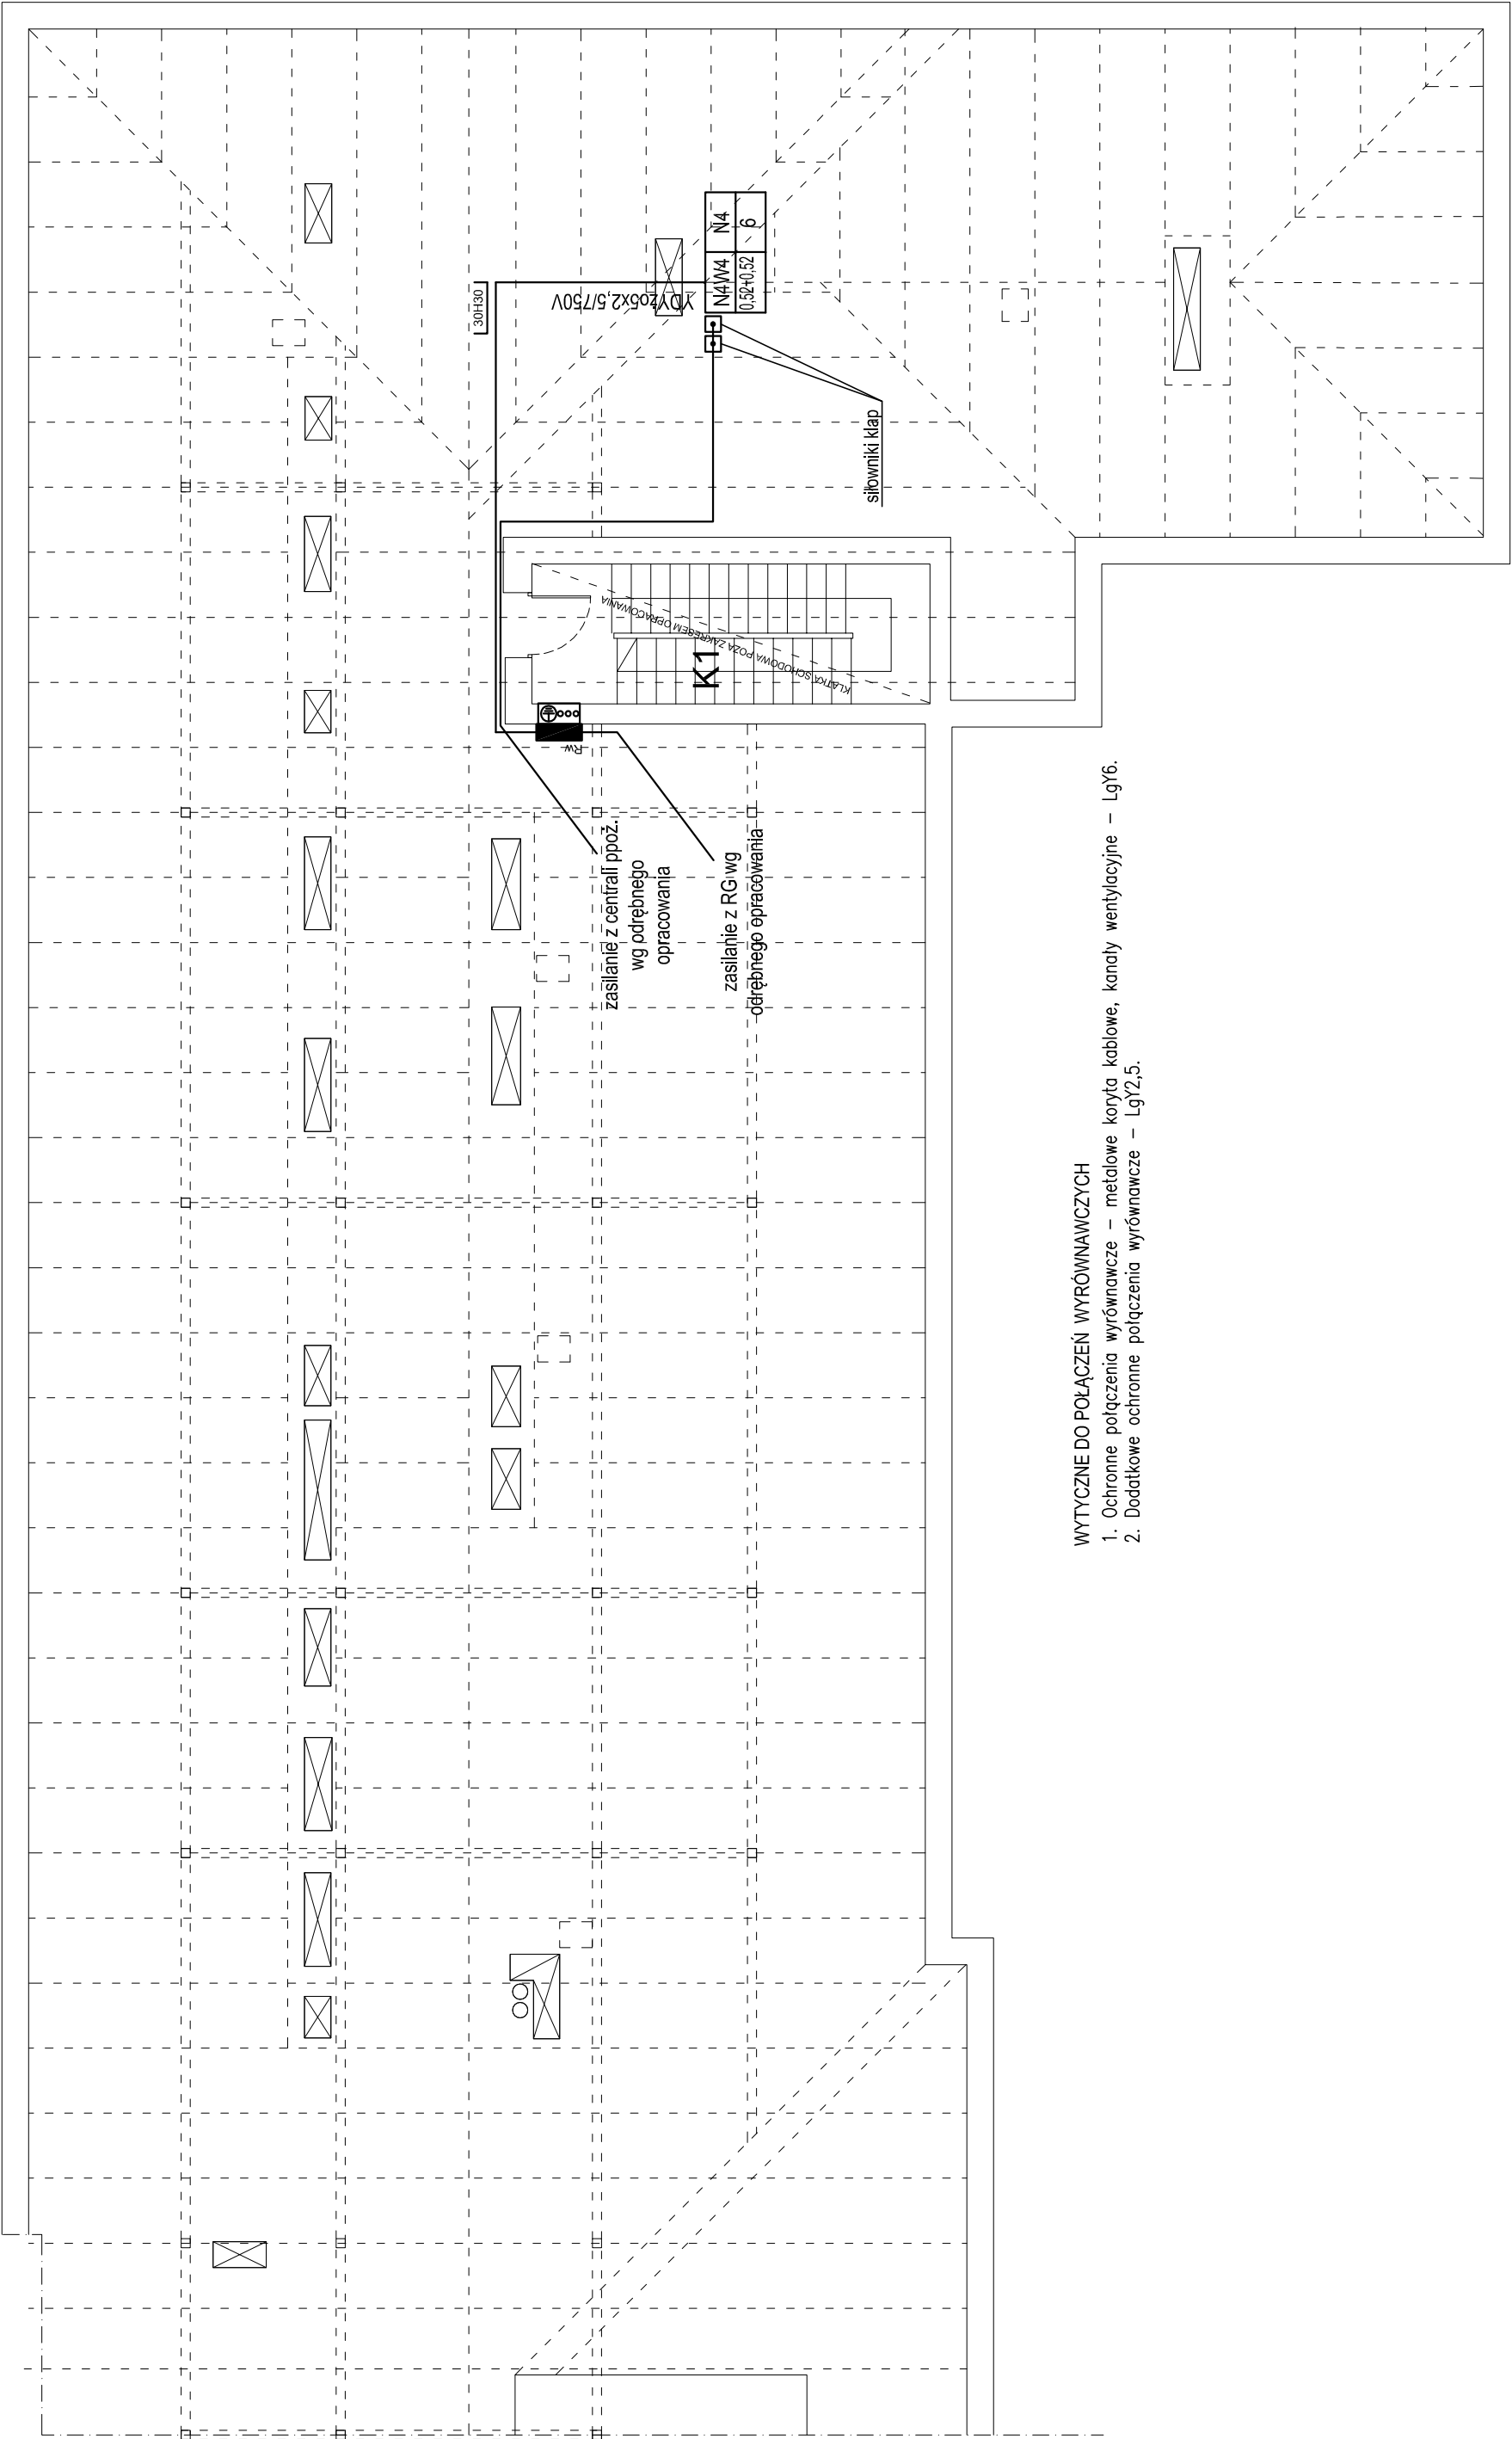 30H30
YDYżo5x2,5/750V
N4W4 N4
0,52+0,52 6
siłowniki klap
KLATKA SCHODOWA POZA ZAKRESEM OPRACOWANIA
K1
Rw
zasilanie z centrali ppoż.
wg odrębnego
opracowania
zasilanie z RG wg
odrębnego opracowania
WYTYCZNE DO POŁĄCZEŃ WYRÓWNAWCZYCH
1. Ochronne połączenia wyrównawcze – metalowe koryta kablowe, kanały wentylacyjne – LgY6.
2. Dodatkowe ochronne połączenia wyrównawcze – LgY2,5.